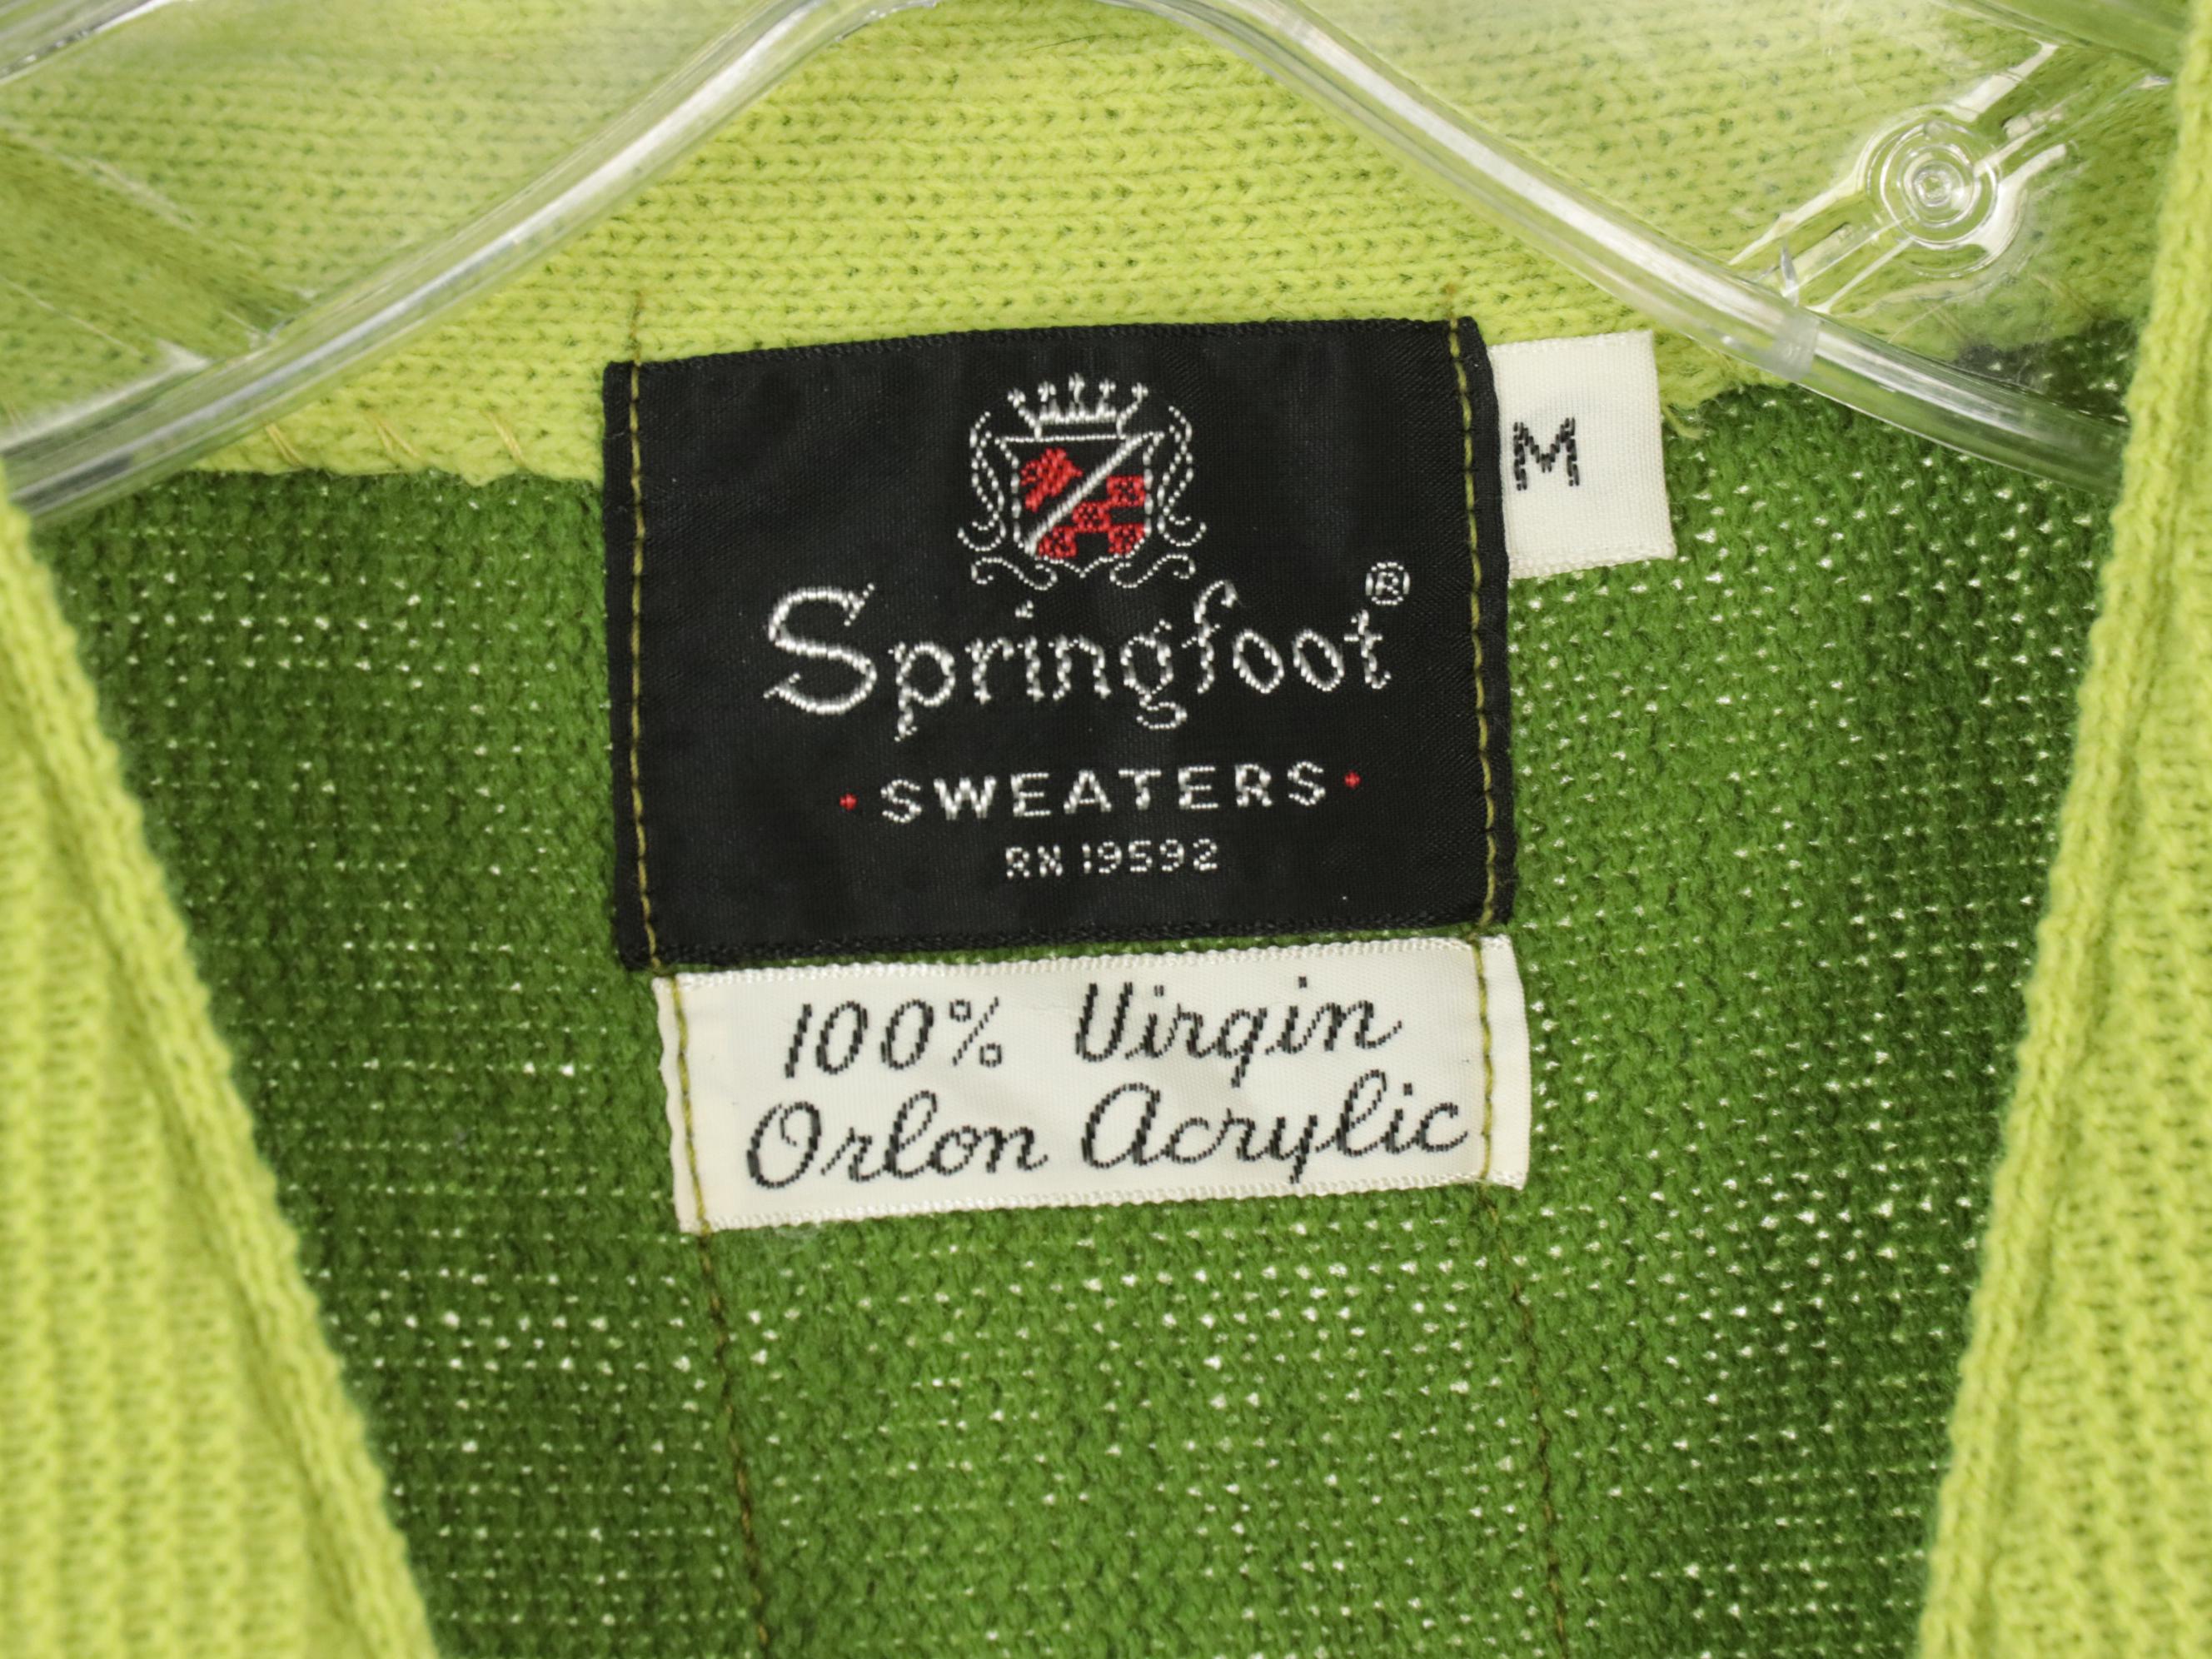 Springfoot®
M
• SWEATERS •
RN 19592
100% Virgin
Orlon Acrylic